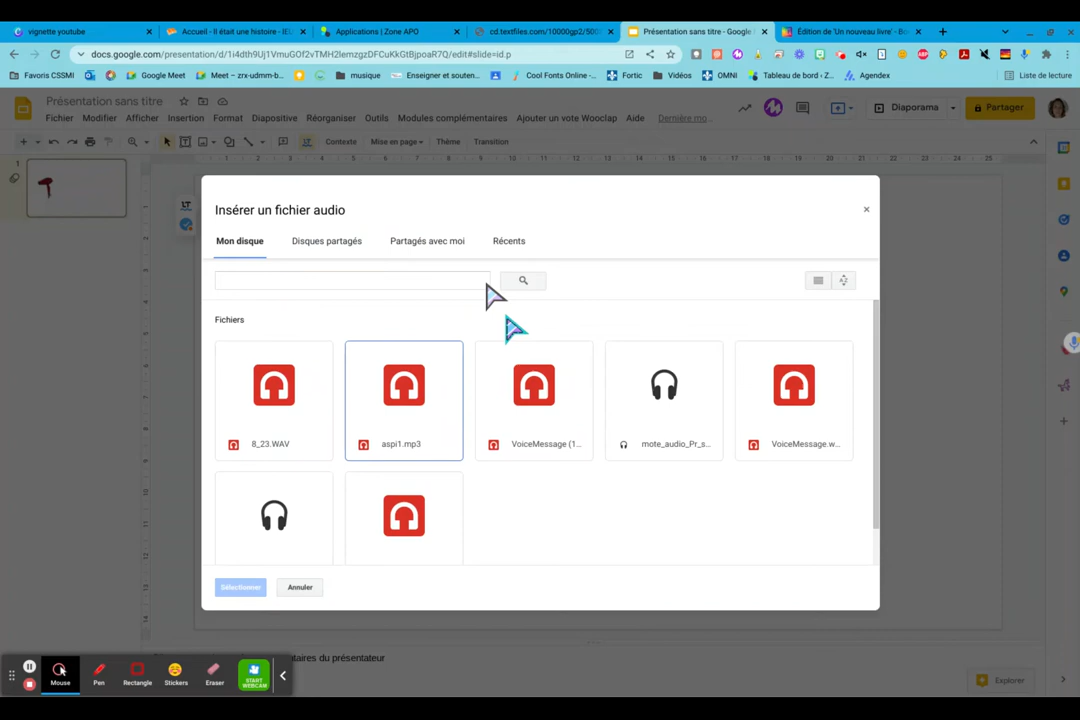 vignette youtube
Accueil - Il était une histoire - IEL
Applications | Zone APO
cd.textfiles.com/10000gp2/500
Présentation sans titre - Google
Édition de 'Un nouveau livre' - Bo
docs.google.com/presentation/d/1i4dth9Uj1VmuGOf2vTMH2lemzgzDFCuKkGtBjpoaR7Q/edit#slide=id.p
Favoris CSSMI
Google Meet
Meet – zrx-udmm-b...
musique
Enseigner et souten...
Cool Fonts Online -...
Fortic
Vidéos
OMNI
Tableau de bord / Z...
Agendex
Liste de lecture
Présentation sans titre
Fichier Modifier Afficher Insertion Format Diapositive Réorganiser Outils Modules complémentaires Ajouter un vote Wooclap Aide Dernière mo...
Diaporama
Partager
Contexte Mise en page Thème Transition
1
Insérer un fichier audio
×
Mon disque Disques partagés Partagés avec moi Récents
Fichiers
8_23.WAV
aspi1.mp3
VoiceMessage (1...
mote_audio_Pr_s...
VoiceMessage.w...
Sélectionner Annuler
taires du présentateur
Mouse Pen Rectangle Stickers Eraser
START
WEBCAM
Explorer